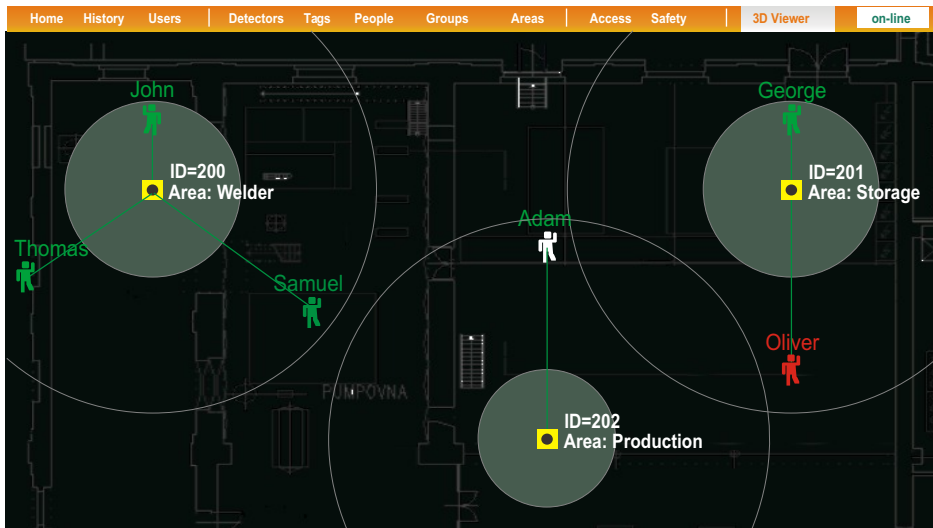 Home History Users Detectors Tags People Groups Areas Access Safety 3D Viewer on-line
John
George
ID=200
Area: Welder
ID=201
Area: Storage
Adam
Thomas
Samuel
Oliver
PUMPOVNA
ID=202
Area: Production